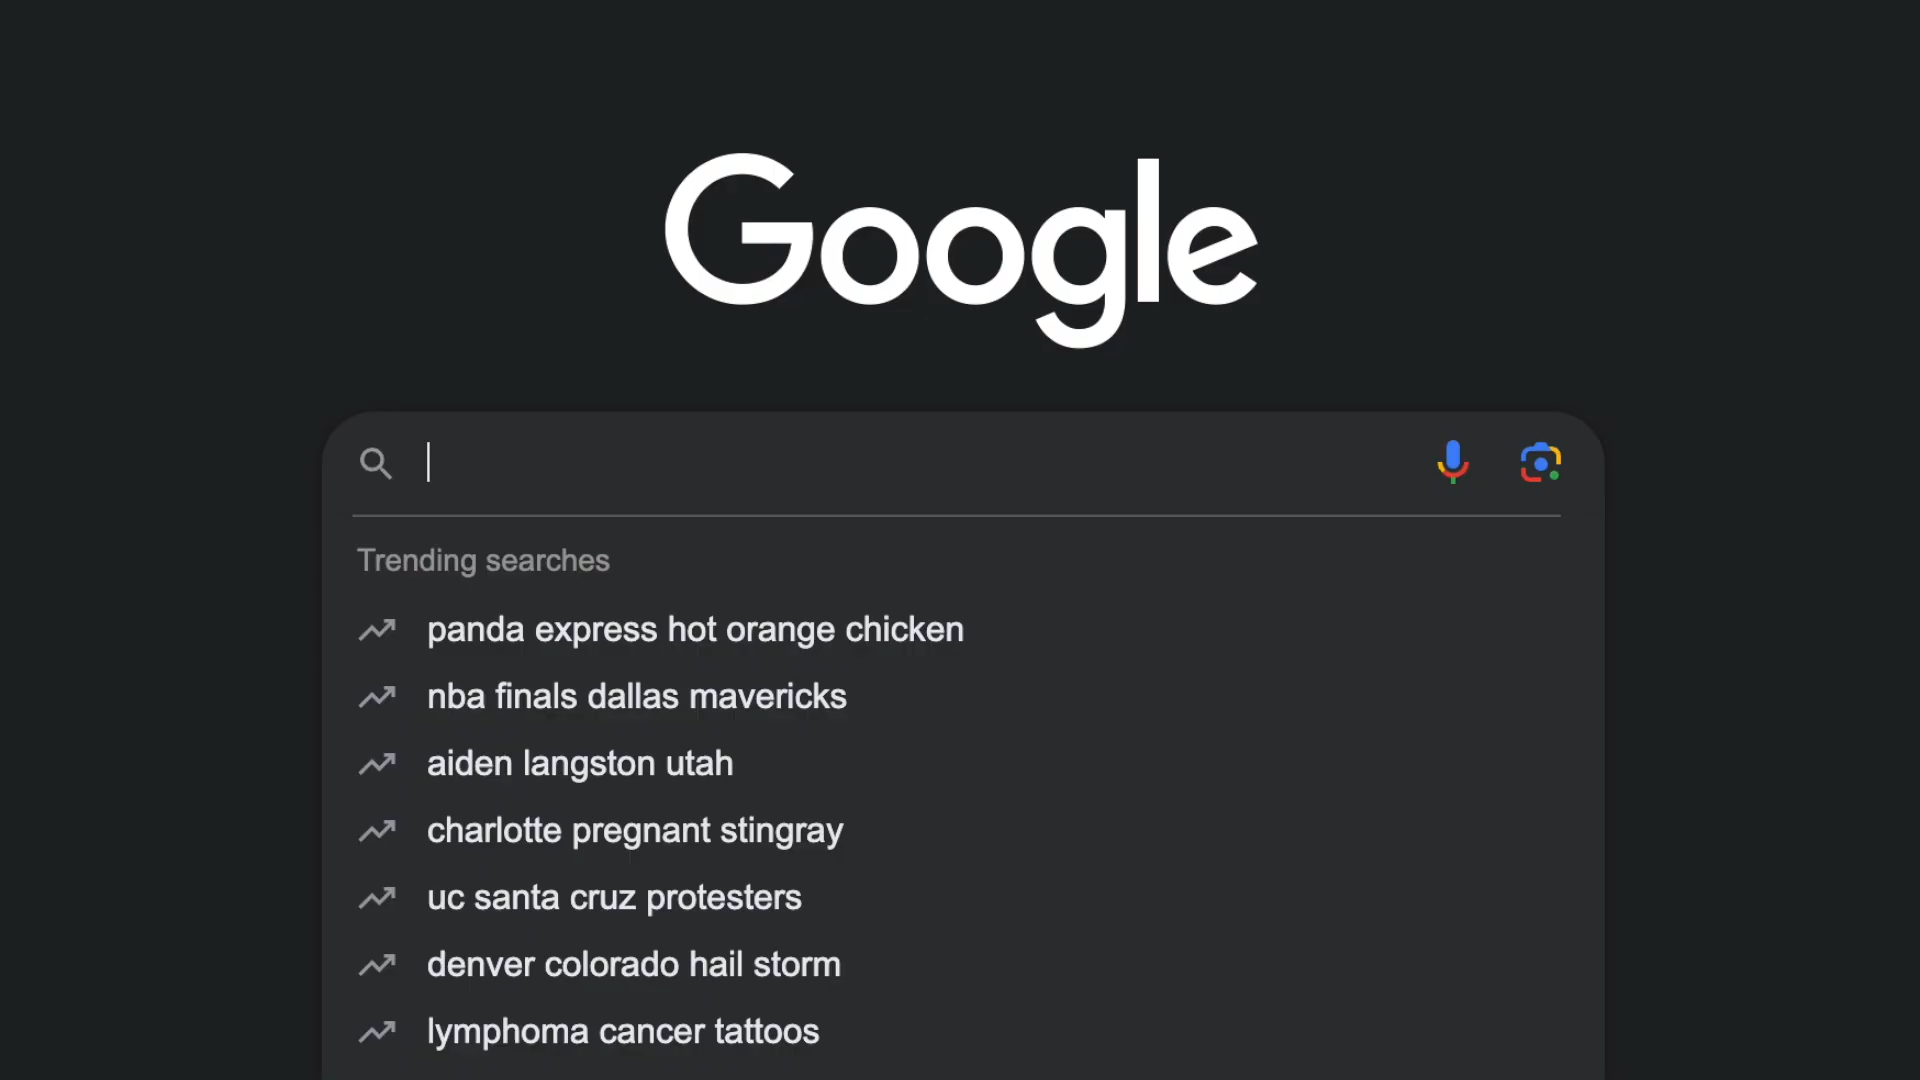 Google
Trending searches
panda express hot orange chicken
nba finals dallas mavericks
aiden langston utah
charlotte pregnant stingray
uc santa cruz protesters
denver colorado hail storm
lymphoma cancer tattoos